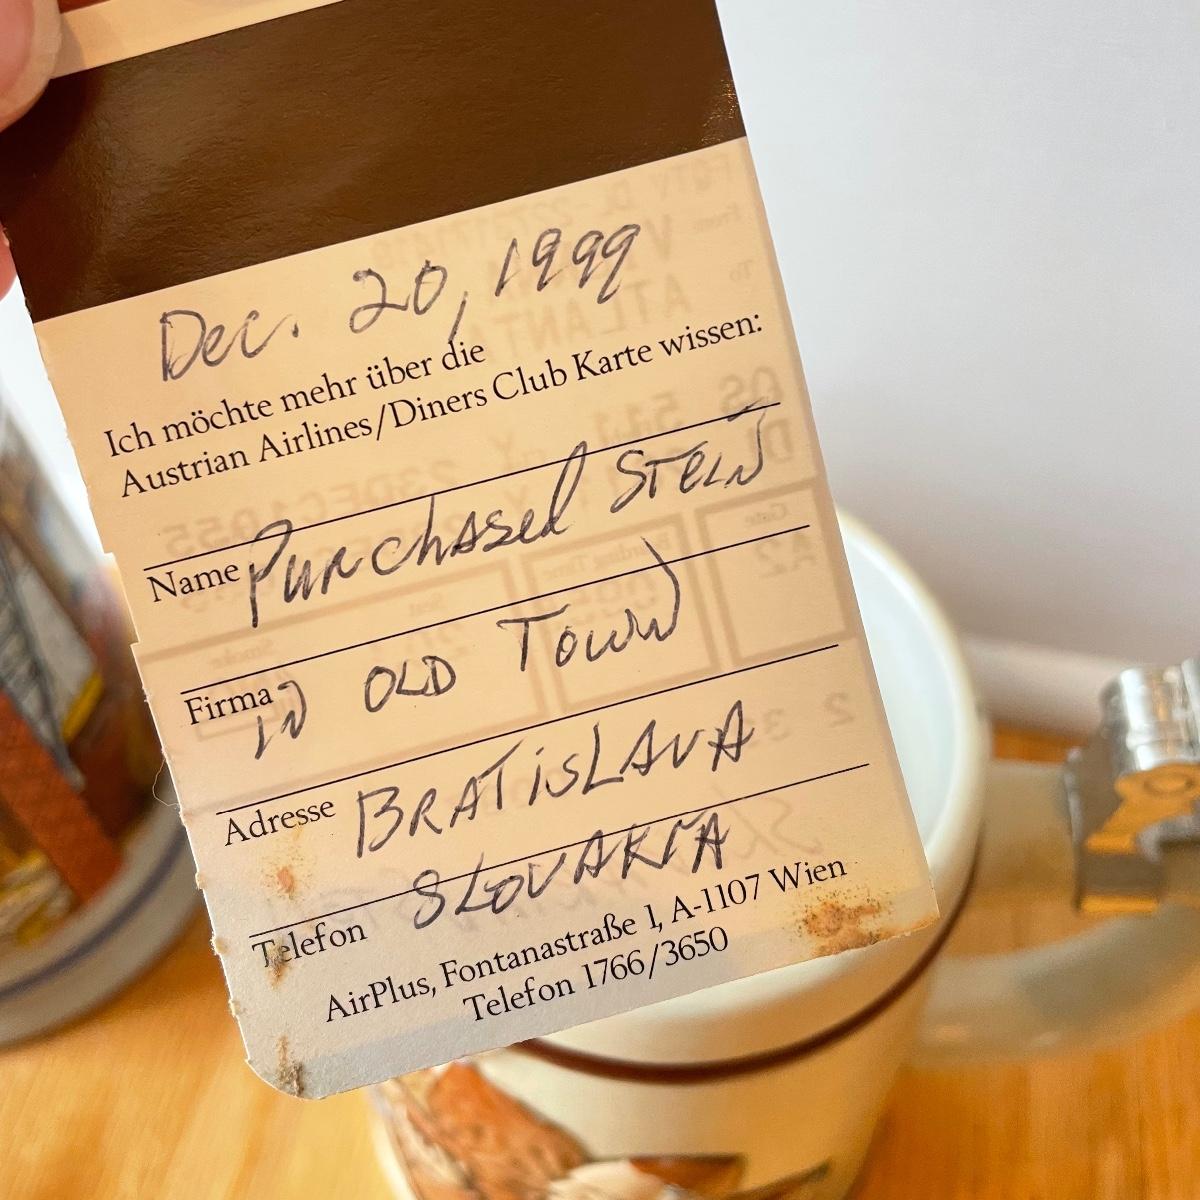 Dec. 20, 1999
Ich möchte mehr über die
Austrian Airlines/Diners Club Karte wissen:
Name Purchased Stein
Firma in OLD Town
Adresse BRATiSLAVA
Telefon SLOVAKIA
AirPlus, Fontanastraße 1, A-1107 Wien
Telefon 1766/3650